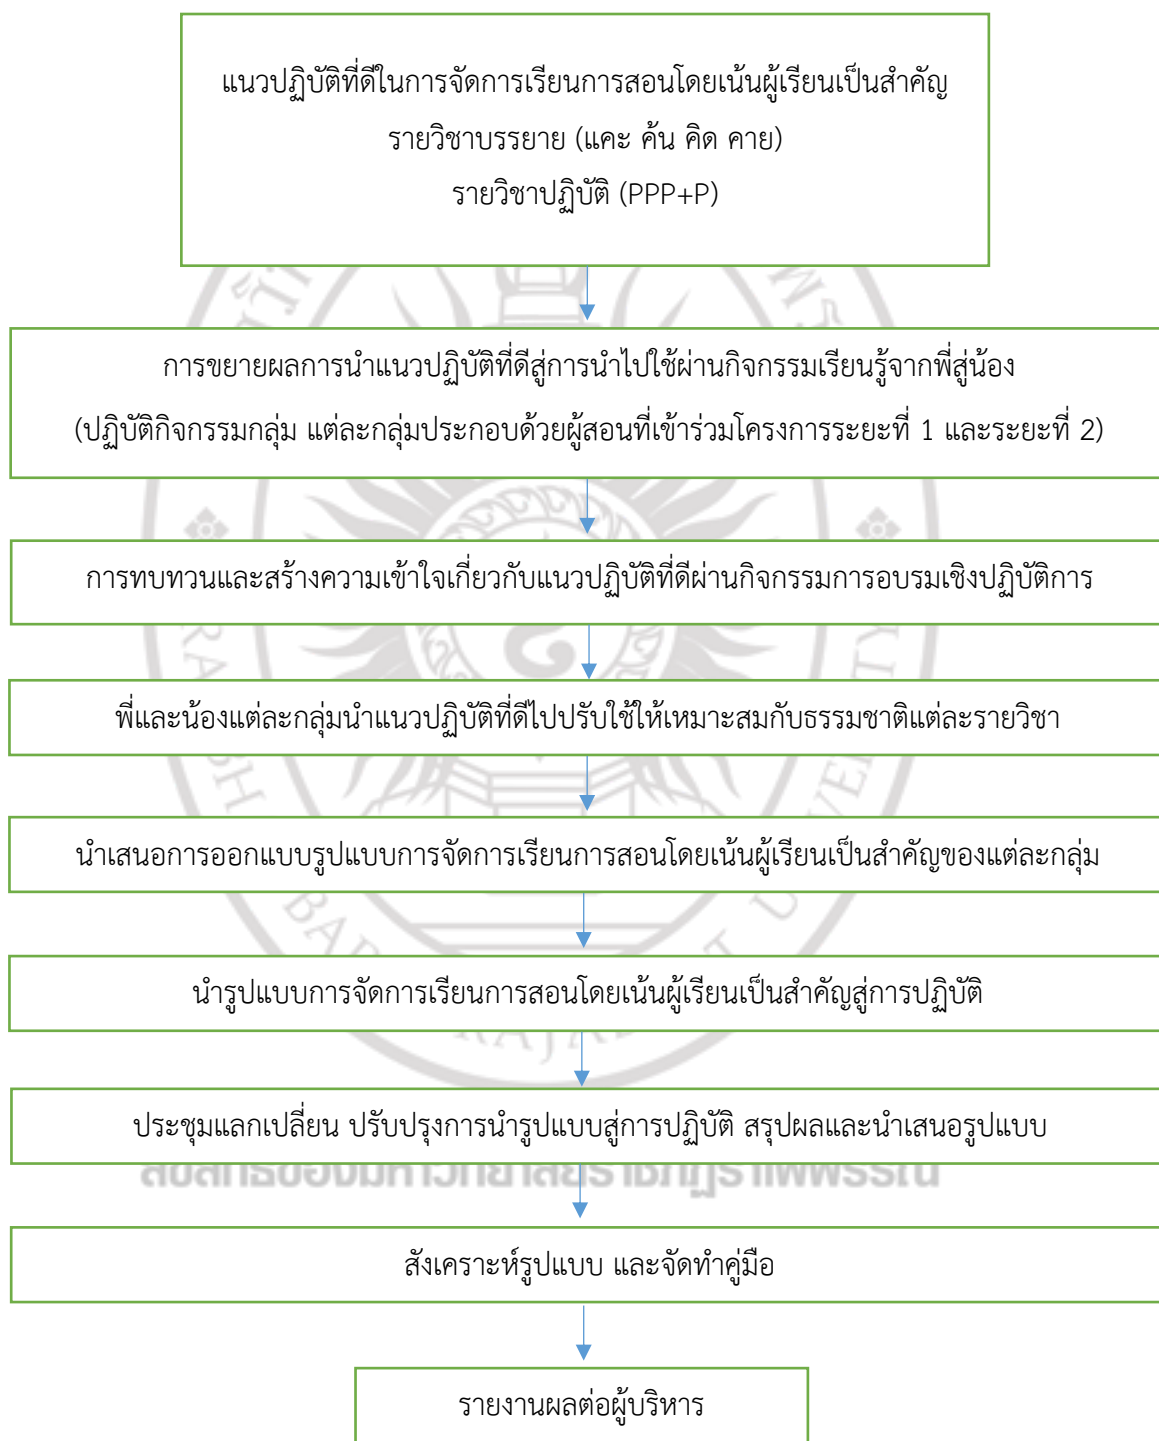 แนวปฏิบัติที่ดีในการจัดการเรียนการสอนโดยเน้นผู้เรียนเป็นสำคัญ
รายวิชาบรรยาย (แคะ ค้น คิด คาย)
รายวิชาปฏิบัติ (PPP+P)
การขยายผลการนำแนวปฏิบัติที่ดีสู่การนำไปใช้ผ่านกิจกรรมเรียนรู้จากพี่สู่น้อง
(ปฏิบัติกิจกรรมกลุ่ม แต่ละกลุ่มประกอบด้วยผู้สอนที่เข้าร่วมโครงการระยะที่ 1 และระยะที่ 2)
การทบทวนและสร้างความเข้าใจเกี่ยวกับแนวปฏิบัติที่ดีผ่านกิจกรรมการอบรมเชิงปฏิบัติการ
พี่และน้องแต่ละกลุ่มนำแนวปฏิบัติที่ดีไปปรับใช้ให้เหมาะสมกับธรรมชาติแต่ละรายวิชา
นำเสนอการออกแบบรูปแบบการจัดการเรียนการสอนโดยเน้นผู้เรียนเป็นสำคัญของแต่ละกลุ่ม
นำรูปแบบการจัดการเรียนการสอนโดยเน้นผู้เรียนเป็นสำคัญสู่การปฏิบัติ
ประชุมแลกเปลี่ยน ปรับปรุงการนำรูปแบบสู่การปฏิบัติ สรุปผลและนำเสนอรูปแบบ
สังเคราะห์รูปแบบ และจัดทำคู่มือ
รายงานผลต่อผู้บริหาร